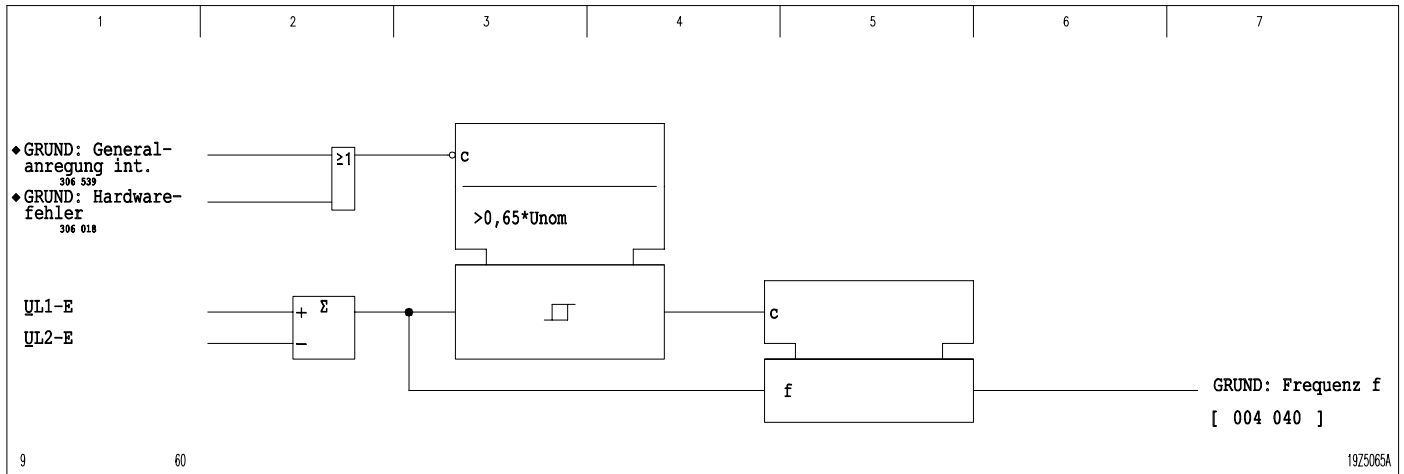 1 2 3 4 5 6 7
◆GRUND: General-
anregung int.
306 539
◆GRUND: Hardware-
fehler
306 018
≥1
c
>0,65*Unom
UL1-E
UL2-E
+ Σ
−
c
f
GRUND: Frequenz f
[ 004 040 ]
9 60 19Z5065A